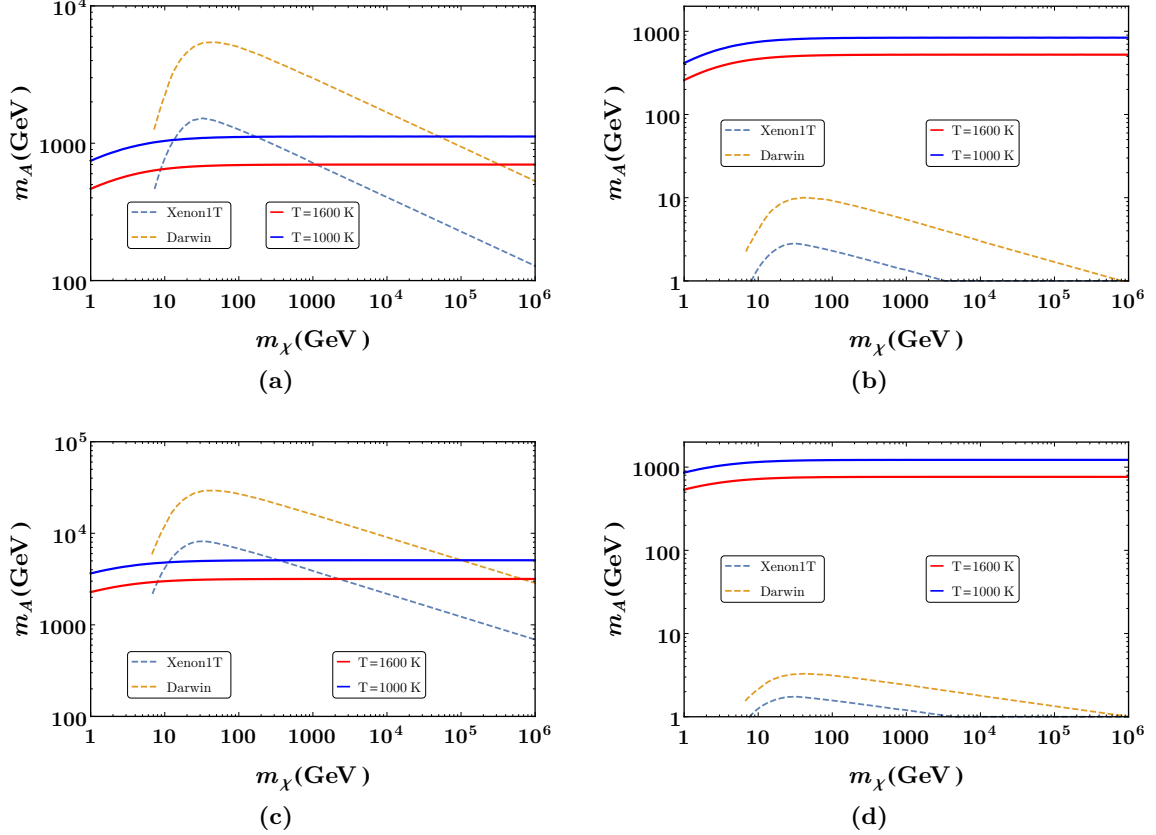 10⁴
1000
100
1 10 100 1000 10⁴ 10⁵ 10⁶
m_A(GeV)
m_χ(GeV)
Xenon1T
Darwin
T=1600 K
T=1000 K
(a)
1000
100
10
1
1 10 100 1000 10⁴ 10⁵ 10⁶
m_A(GeV)
m_χ(GeV)
Xenon1T
Darwin
T=1600 K
T=1000 K
(b)
10⁵
10⁴
1000
100
1 10 100 1000 10⁴ 10⁵ 10⁶
m_A(GeV)
m_χ(GeV)
Xenon1T
Darwin
T=1600 K
T=1000 K
(c)
1000
100
10
1
1 10 100 1000 10⁴ 10⁵ 10⁶
m_A(GeV)
m_χ(GeV)
Xenon1T
Darwin
T=1600 K
T=1000 K
(d)